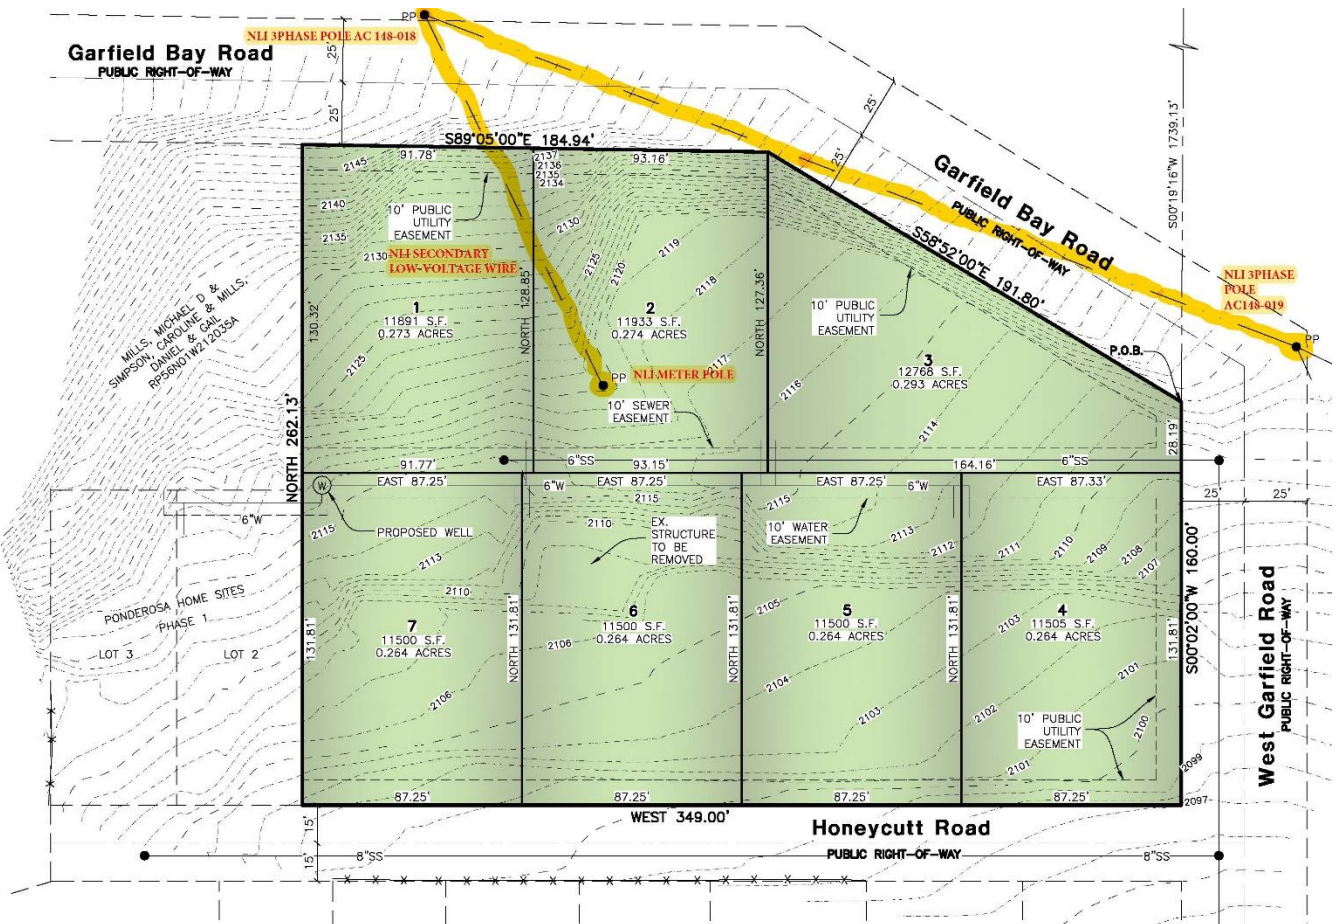 PP
NLI 3PHASE POLE AC 148-018
Garfield Bay Road
PUBLIC RIGHT-OF-WAY
25'
25'
S89°05'00"E 184.94'
91.78'
93.16'
2145
2140
2135
2130
2125
2137
2136
2135
2134
2130
2125
2120
2119
2118
2117
2116
2114
10' PUBLIC
UTILITY
EASEMENT
NLI SECONDARY
LOW-VOLTAGE WIRE
130.32'
NORTH 128.85'
NORTH 127.36'
1
11891 S.F.
0.273 ACRES
2
11933 S.F.
0.274 ACRES
PP
NLI METER POLE
10' SEWER
EASEMENT
10' PUBLIC
UTILITY
EASEMENT
3
12768 S.F.
0.293 ACRES
25'
25'
Garfield Bay Road
PUBLIC RIGHT-OF-WAY
S58°52'00"E 191.80'
S00°19'16"W 1739.13'
NLI 3PHASE
POLE
AC148-019
PP
P.O.B.
28.19'
MILLS, MICHAEL D &
SIMPSON, CAROLINE & MILLS,
DANIEL & GAIL
RP56N01W212035A
NORTH 262.13'
91.77'
6"SS
93.15'
164.16'
6"SS
EAST 87.25'
6"W
EAST 87.25'
EAST 87.25'
6"W
EAST 87.33'
25'
25'
W
6"W
PROPOSED WELL
2115
2113
2110
2106
2115
2110
2106
EX.
STRUCTURE
TO BE
REMOVED
10' WATER
EASEMENT
2115
2113
2112
2111
2110
2109
2108
2107
2105
2104
2103
2103
2102
2101
2101
2100
2099
2097
PONDEROSA HOME SITES
PHASE 1
LOT 3
LOT 2
131.81'
7
11500 S.F.
0.264 ACRES
NORTH 131.81'
6
11500 S.F.
0.264 ACRES
NORTH 131.81'
5
11500 S.F.
0.264 ACRES
NORTH 131.81'
4
11505 S.F.
0.264 ACRES
131.81'
S00°02'00"W 160.00'
West Garfield Road
PUBLIC RIGHT-OF-WAY
10' PUBLIC
UTILITY
EASEMENT
87.25'
87.25'
87.25'
87.25'
WEST 349.00'
Honeycutt Road
PUBLIC RIGHT-OF-WAY
15'
15'
8"SS
8"SS